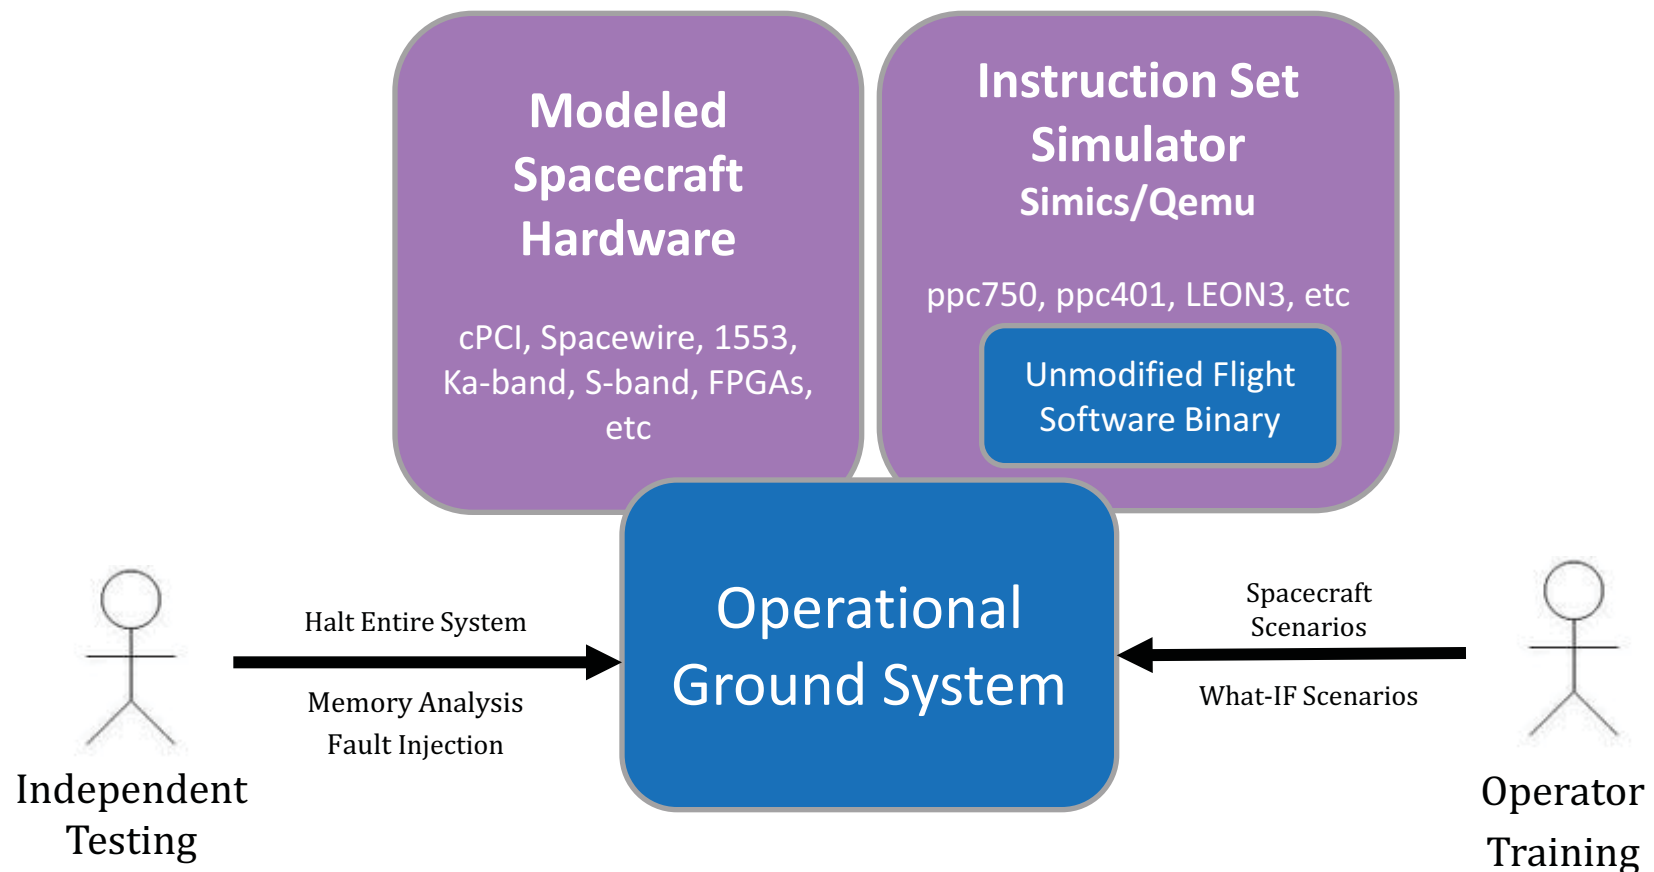 Modeled
Spacecraft
Hardware
cPCI, Spacewire, 1553,
Ka-band, S-band, FPGAs,
etc
Instruction Set
Simulator
Simics/Qemu
ppc750, ppc401, LEON3, etc
Unmodified Flight
Software Binary
Operational
Ground System
Halt Entire System
Memory Analysis
Fault Injection
Independent
Testing
Spacecraft
Scenarios
What-IF Scenarios
Operator
Training